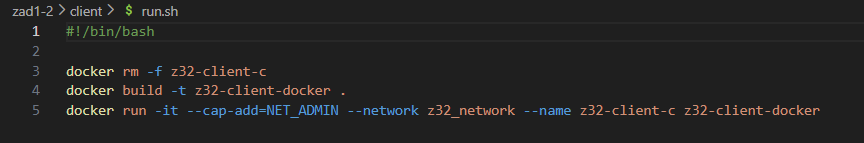 zad1-2 > client > $ run.sh
1 #!/bin/bash
2
3 docker rm -f z32-client-c
4 docker build -t z32-client-docker .
5 docker run -it --cap-add=NET_ADMIN --network z32_network --name z32-client-c z32-client-docker